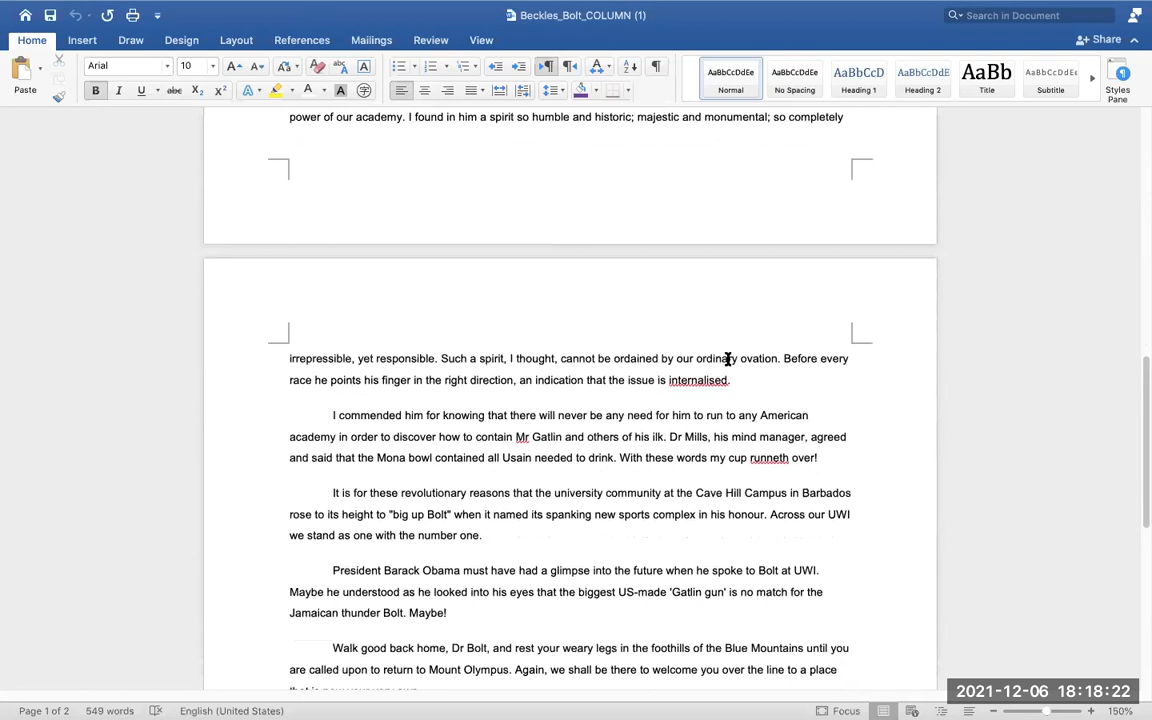 Beckles_Bolt_COLUMN (1)
Search in Document
Home Insert Draw Design Layout References Mailings Review View Share
Paste
Arial 10
AaBbCcDdEe AaBbCcDdEe AaBbCcD AaBbCcDdE AaBb AaBbCcDdEe
Normal No Spacing Heading 1 Heading 2 Title Subtitle
Styles
Pane
power of our academy. I found in him a spirit so humble and historic; majestic and monumental; so completely
irrepressible, yet responsible. Such a spirit, I thought, cannot be ordained by our ordinary ovation. Before every
race he points his finger in the right direction, an indication that the issue is internalised.
I commended him for knowing that there will never be any need for him to run to any American
academy in order to discover how to contain Mr Gatlin and others of his ilk. Dr Mills, his mind manager, agreed
and said that the Mona bowl contained all Usain needed to drink. With these words my cup runneth over!
It is for these revolutionary reasons that the university community at the Cave Hill Campus in Barbados
rose to its height to "big up Bolt" when it named its spanking new sports complex in his honour. Across our UWI
we stand as one with the number one.
President Barack Obama must have had a glimpse into the future when he spoke to Bolt at UWI.
Maybe he understood as he looked into his eyes that the biggest US-made 'Gatlin gun' is no match for the
Jamaican thunder Bolt. Maybe!
Walk good back home, Dr Bolt, and rest your weary legs in the foothills of the Blue Mountains until you
are called upon to return to Mount Olympus. Again, we shall be there to welcome you over the line to a place
2021-12-06 18:18:22
Page 1 of 2 549 words English (United States) Focus 150%